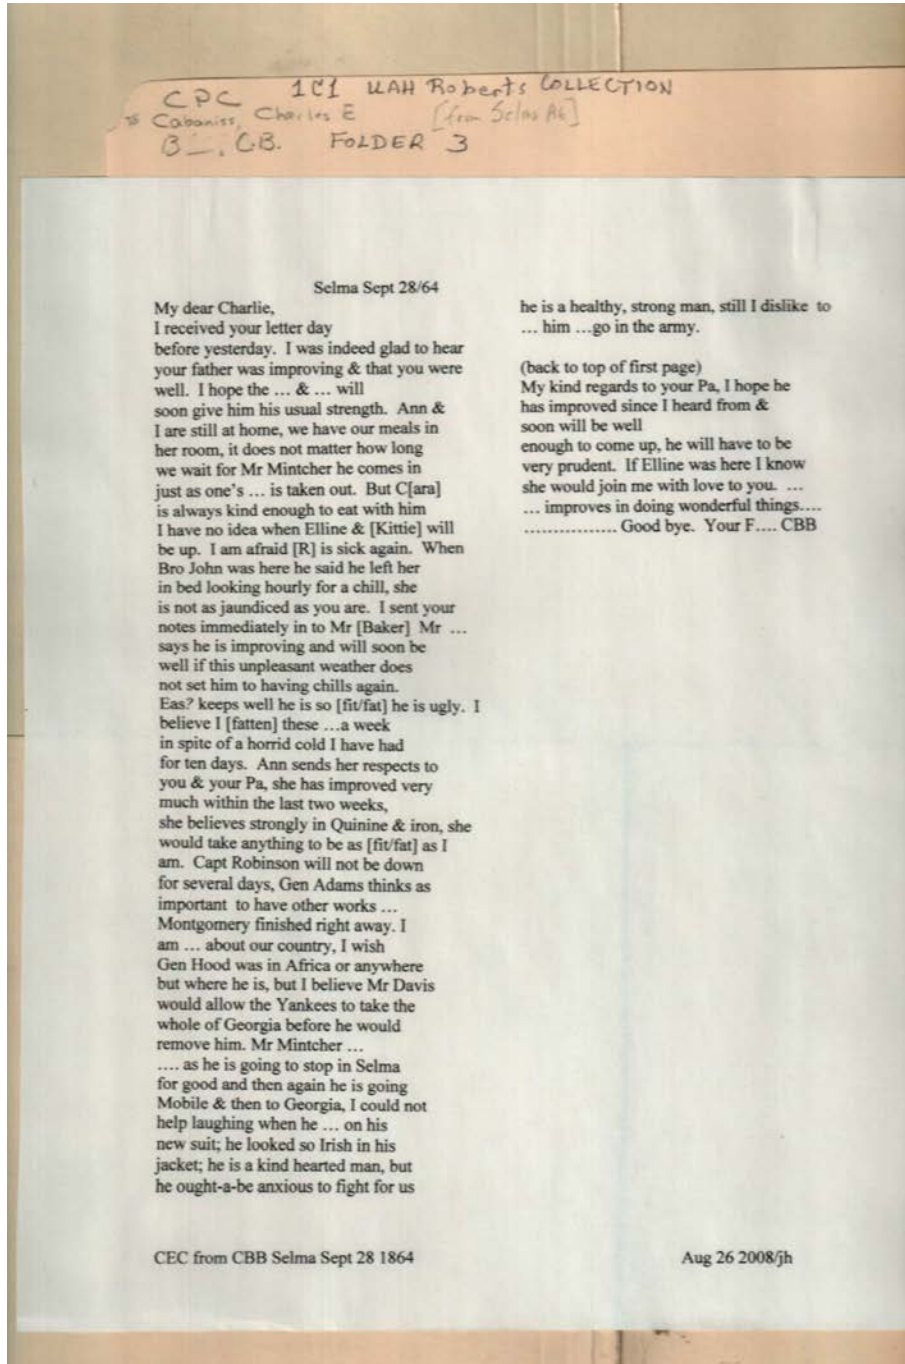 CPC 1C1 UAH Roberts COLLECTION
To Cabaniss, Charles E [from Selma Ab]
B—, C.B. FOLDER 3
Selma Sept 28/64
My dear Charlie,
I received your letter day
before yesterday. I was indeed glad to hear
your father was improving & that you were
well. I hope the ... & ... will
soon give him his usual strength. Ann &
I are still at home, we have our meals in
her room, it does not matter how long
we wait for Mr Mintcher he comes in
just as one's ... is taken out. But C[ara]
is always kind enough to eat with him
I have no idea when Elline & [Kittie] will
be up. I am afraid [R] is sick again. When
Bro John was here he said he left her
in bed looking hourly for a chill, she
is not as jaundiced as you are. I sent your
notes immediately in to Mr [Baker] Mr ...
says he is improving and will soon be
well if this unpleasant weather does
not set him to having chills again.
Eas? keeps well he is so [fit/fat] he is ugly. I
believe I [fatten] these ...a week
in spite of a horrid cold I have had
for ten days. Ann sends her respects to
you & your Pa, she has improved very
much within the last two weeks,
she believes strongly in Quinine & iron, she
would take anything to be as [fit/fat] as I
am. Capt Robinson will not be down
for several days, Gen Adams thinks as
important to have other works ...
Montgomery finished right away. I
am ... about our country, I wish
Gen Hood was in Africa or anywhere
but where he is, but I believe Mr Davis
would allow the Yankees to take the
whole of Georgia before he would
remove him. Mr Mintcher ...
.... as he is going to stop in Selma
for good and then again he is going
Mobile & then to Georgia, I could not
help laughing when he ... on his
new suit; he looked so Irish in his
jacket; he is a kind hearted man, but
he ought-a-be anxious to fight for us
he is a healthy, strong man, still I dislike to
... him ...go in the army.
(back to top of first page)
My kind regards to your Pa, I hope he
has improved since I heard from &
soon will be well
enough to come up, he will have to be
very prudent. If Elline was here I know
she would join me with love to you. ...
... improves in doing wonderful things....
................ Good bye. Your F.... CBB
CEC from CBB Selma Sept 28 1864
Aug 26 2008/jh